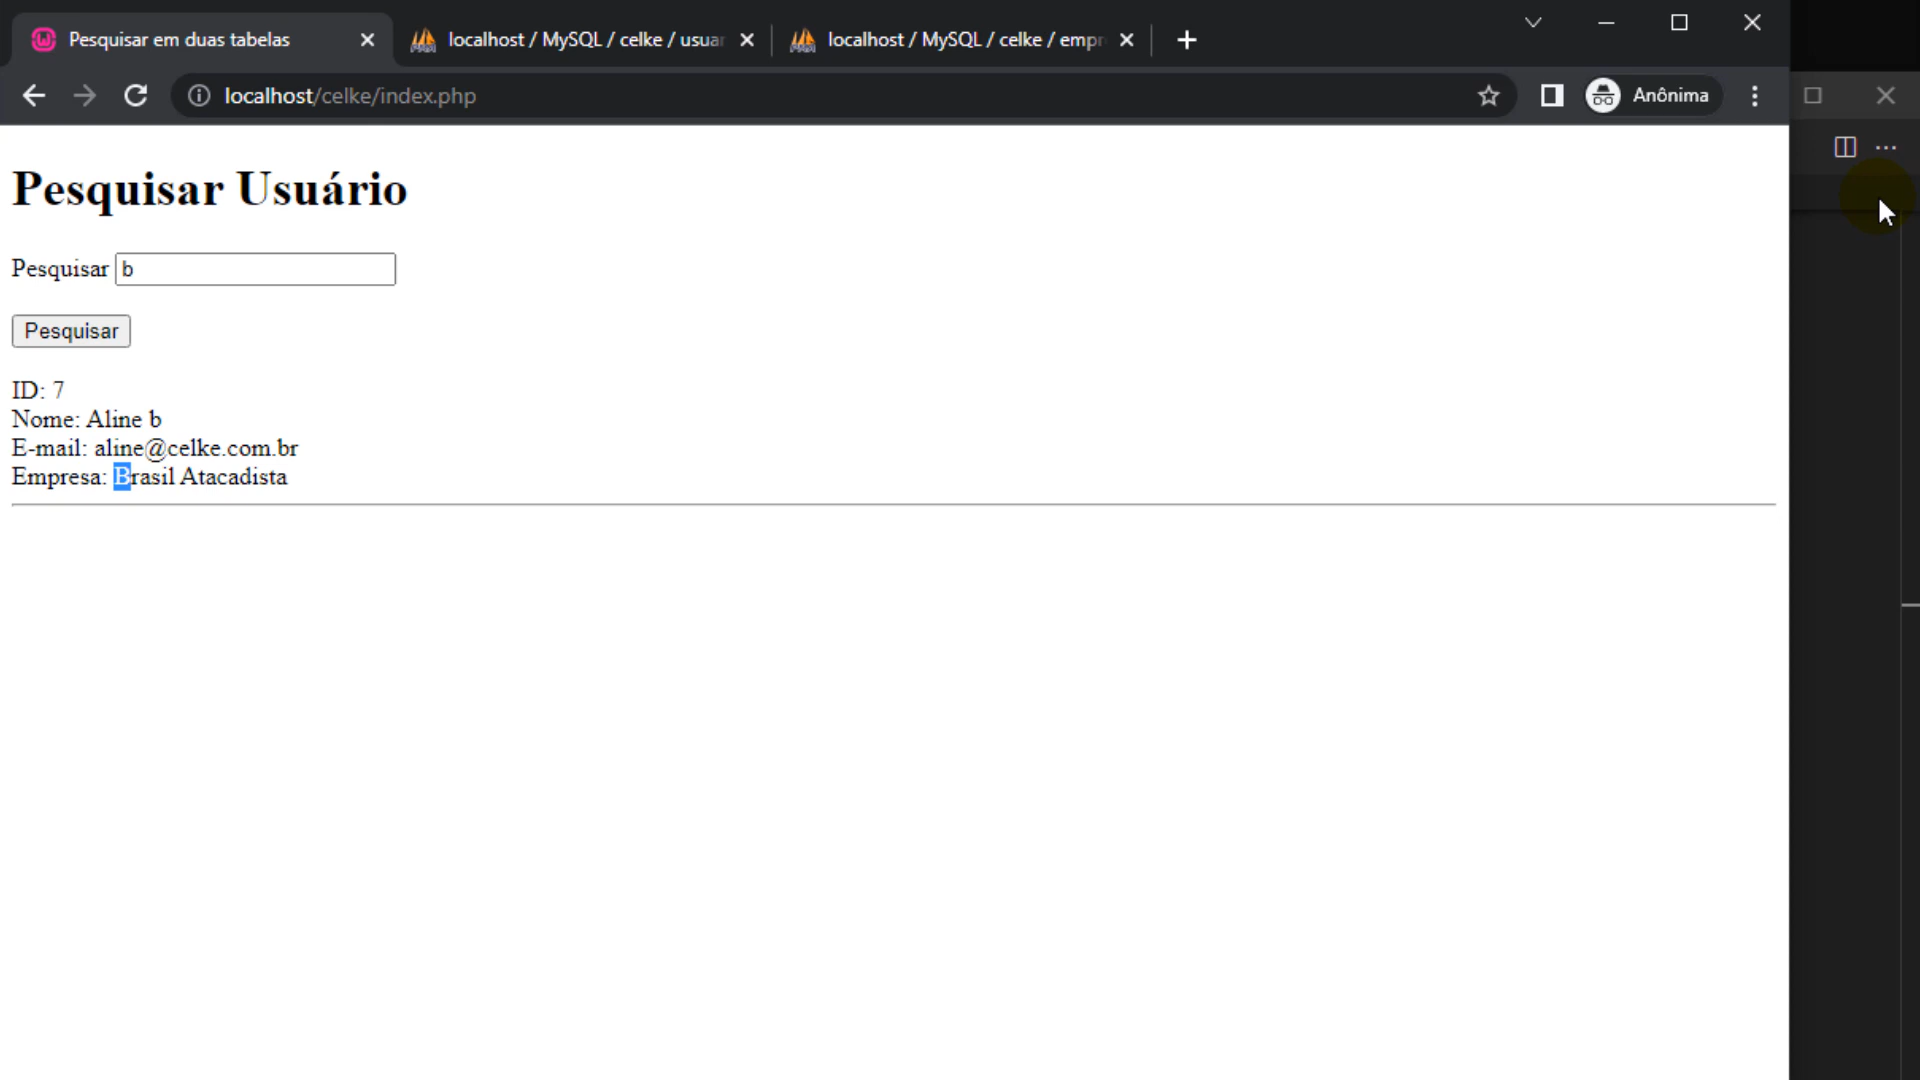 Pesquisar em duas tabelas
localhost / MySQL / celke / usuar
localhost / MySQL / celke / empr
localhost/celke/index.php
Anônima
Pesquisar Usuário
Pesquisar b
Pesquisar
ID: 7
Nome: Aline b
E-mail: aline@celke.com.br
Empresa: Brasil Atacadista